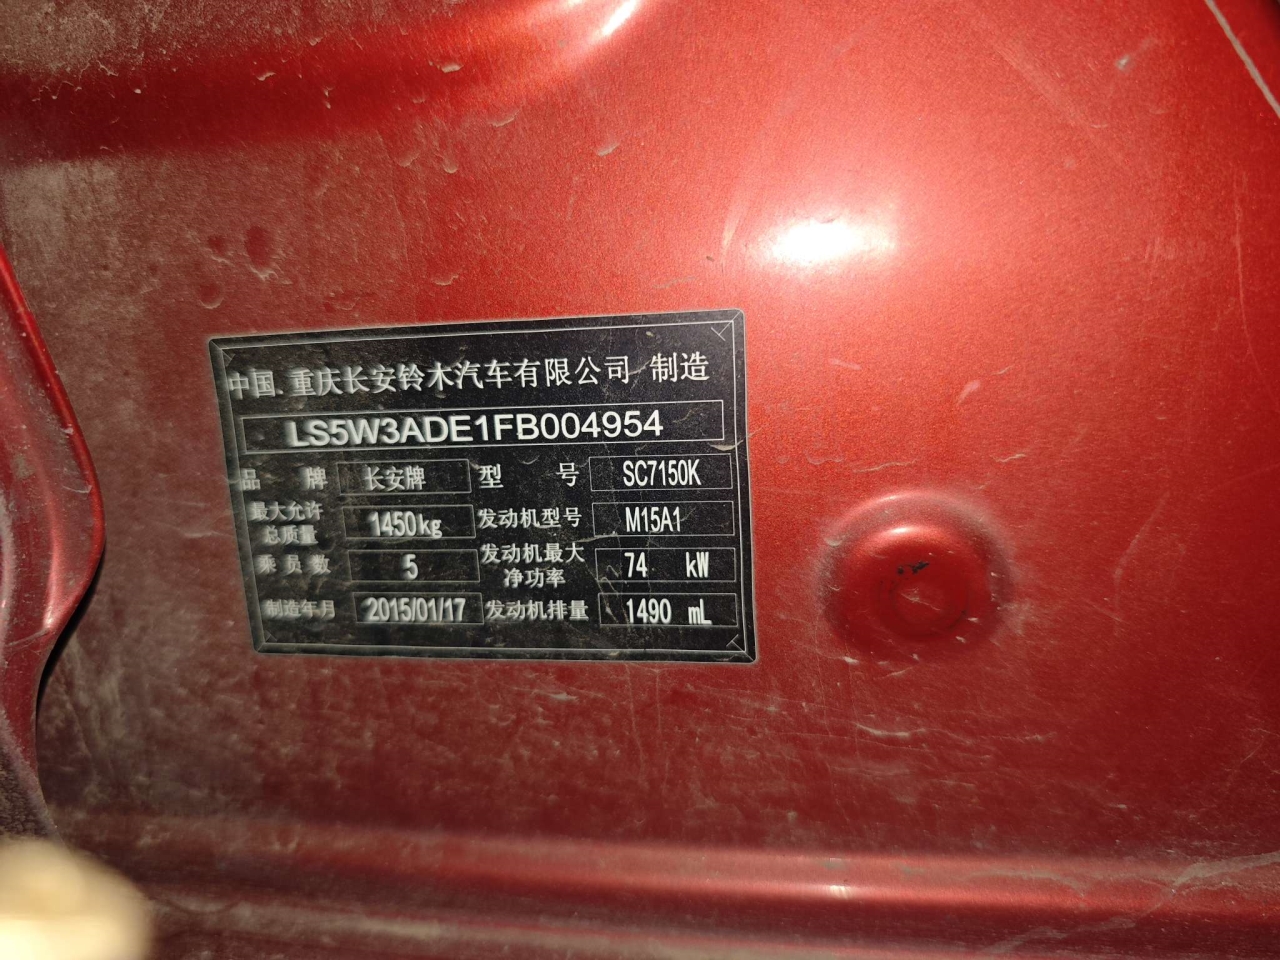 中国.重庆长安铃木汽车有限公司 制造
LS5W3ADE1FB004954
品 牌 长安牌 型 号 SC7150K
最大允许总质量 1450kg 发动机型号 M15A1
乘员数 5 发动机最大净功率 74 kW
制造年月 2015/01/17 发动机排量 1490 mL